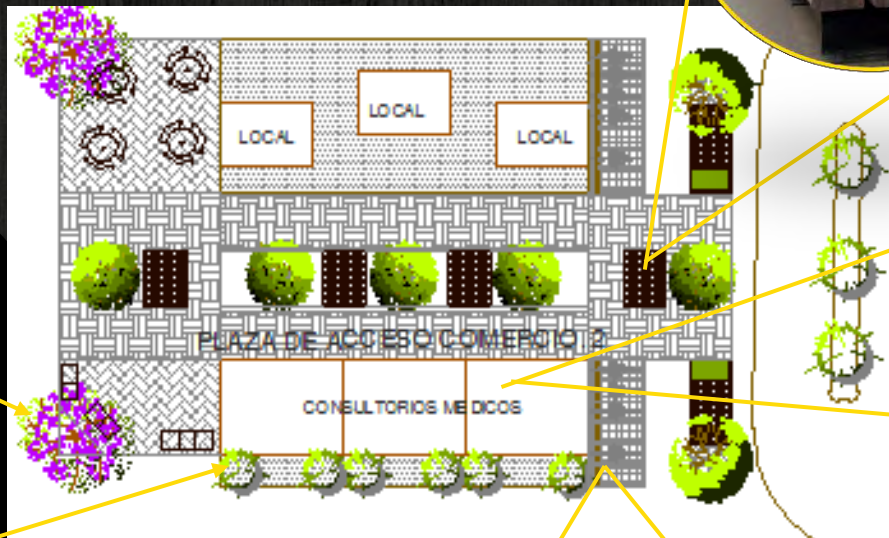 LOCAL
LOCAL
LOCAL
PLAZA DE ACCESO COMERCIO. 2
CONSULTORIOS MEDICOS